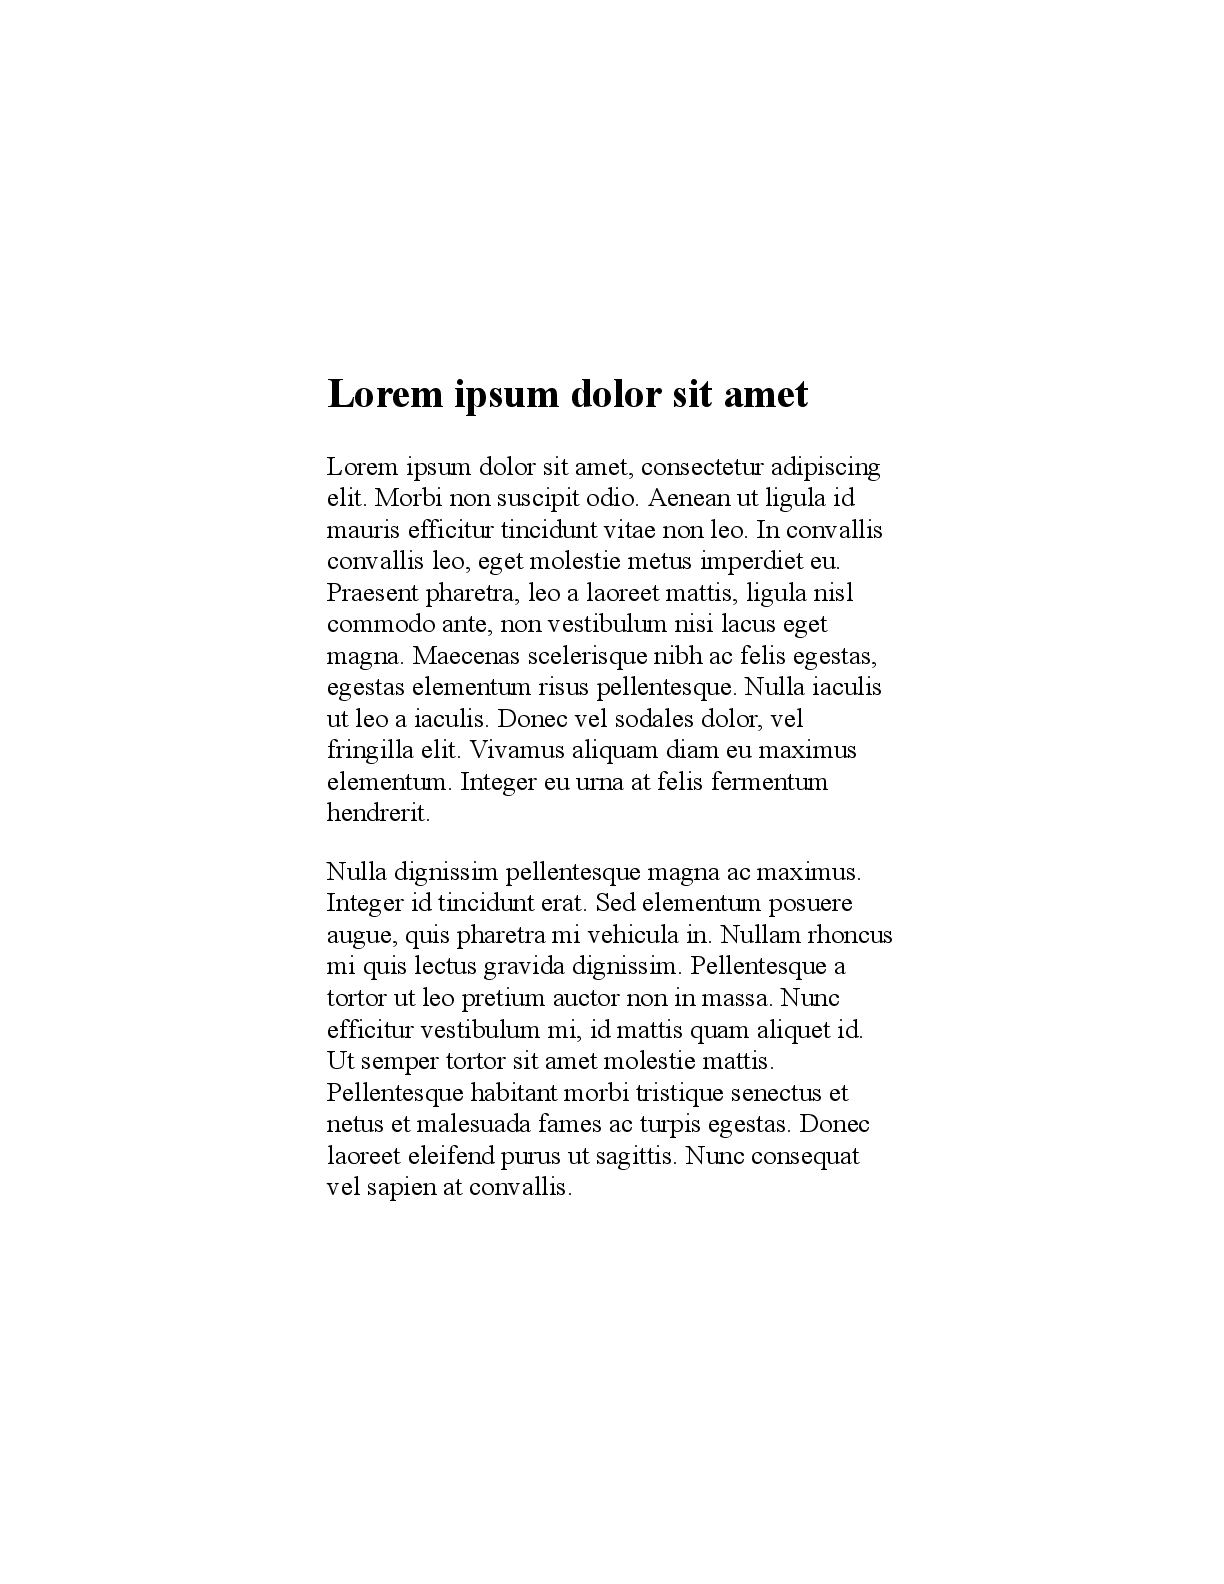 Lorem ipsum dolor sit amet
Lorem ipsum dolor sit amet, consectetur adipiscing
elit. Morbi non suscipit odio. Aenean ut ligula id
mauris efficitur tincidunt vitae non leo. In convallis
convallis leo, eget molestie metus imperdiet eu.
Praesent pharetra, leo a laoreet mattis, ligula nisl
commodo ante, non vestibulum nisi lacus eget
magna. Maecenas scelerisque nibh ac felis egestas,
egestas elementum risus pellentesque. Nulla iaculis
ut leo a iaculis. Donec vel sodales dolor, vel
fringilla elit. Vivamus aliquam diam eu maximus
elementum. Integer eu urna at felis fermentum
hendrerit.
Nulla dignissim pellentesque magna ac maximus.
Integer id tincidunt erat. Sed elementum posuere
augue, quis pharetra mi vehicula in. Nullam rhoncus
mi quis lectus gravida dignissim. Pellentesque a
tortor ut leo pretium auctor non in massa. Nunc
efficitur vestibulum mi, id mattis quam aliquet id.
Ut semper tortor sit amet molestie mattis.
Pellentesque habitant morbi tristique senectus et
netus et malesuada fames ac turpis egestas. Donec
laoreet eleifend purus ut sagittis. Nunc consequat
vel sapien at convallis.